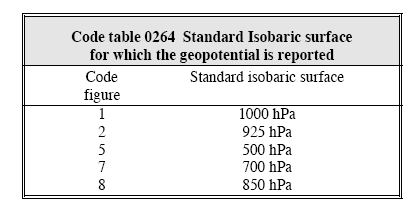 Code table 0264 Standard Isobaric surface
for which the geopotential is reported
Code figure Standard isobaric surface
1 1000 hPa
2 925 hPa
5 500 hPa
7 700 hPa
8 850 hPa